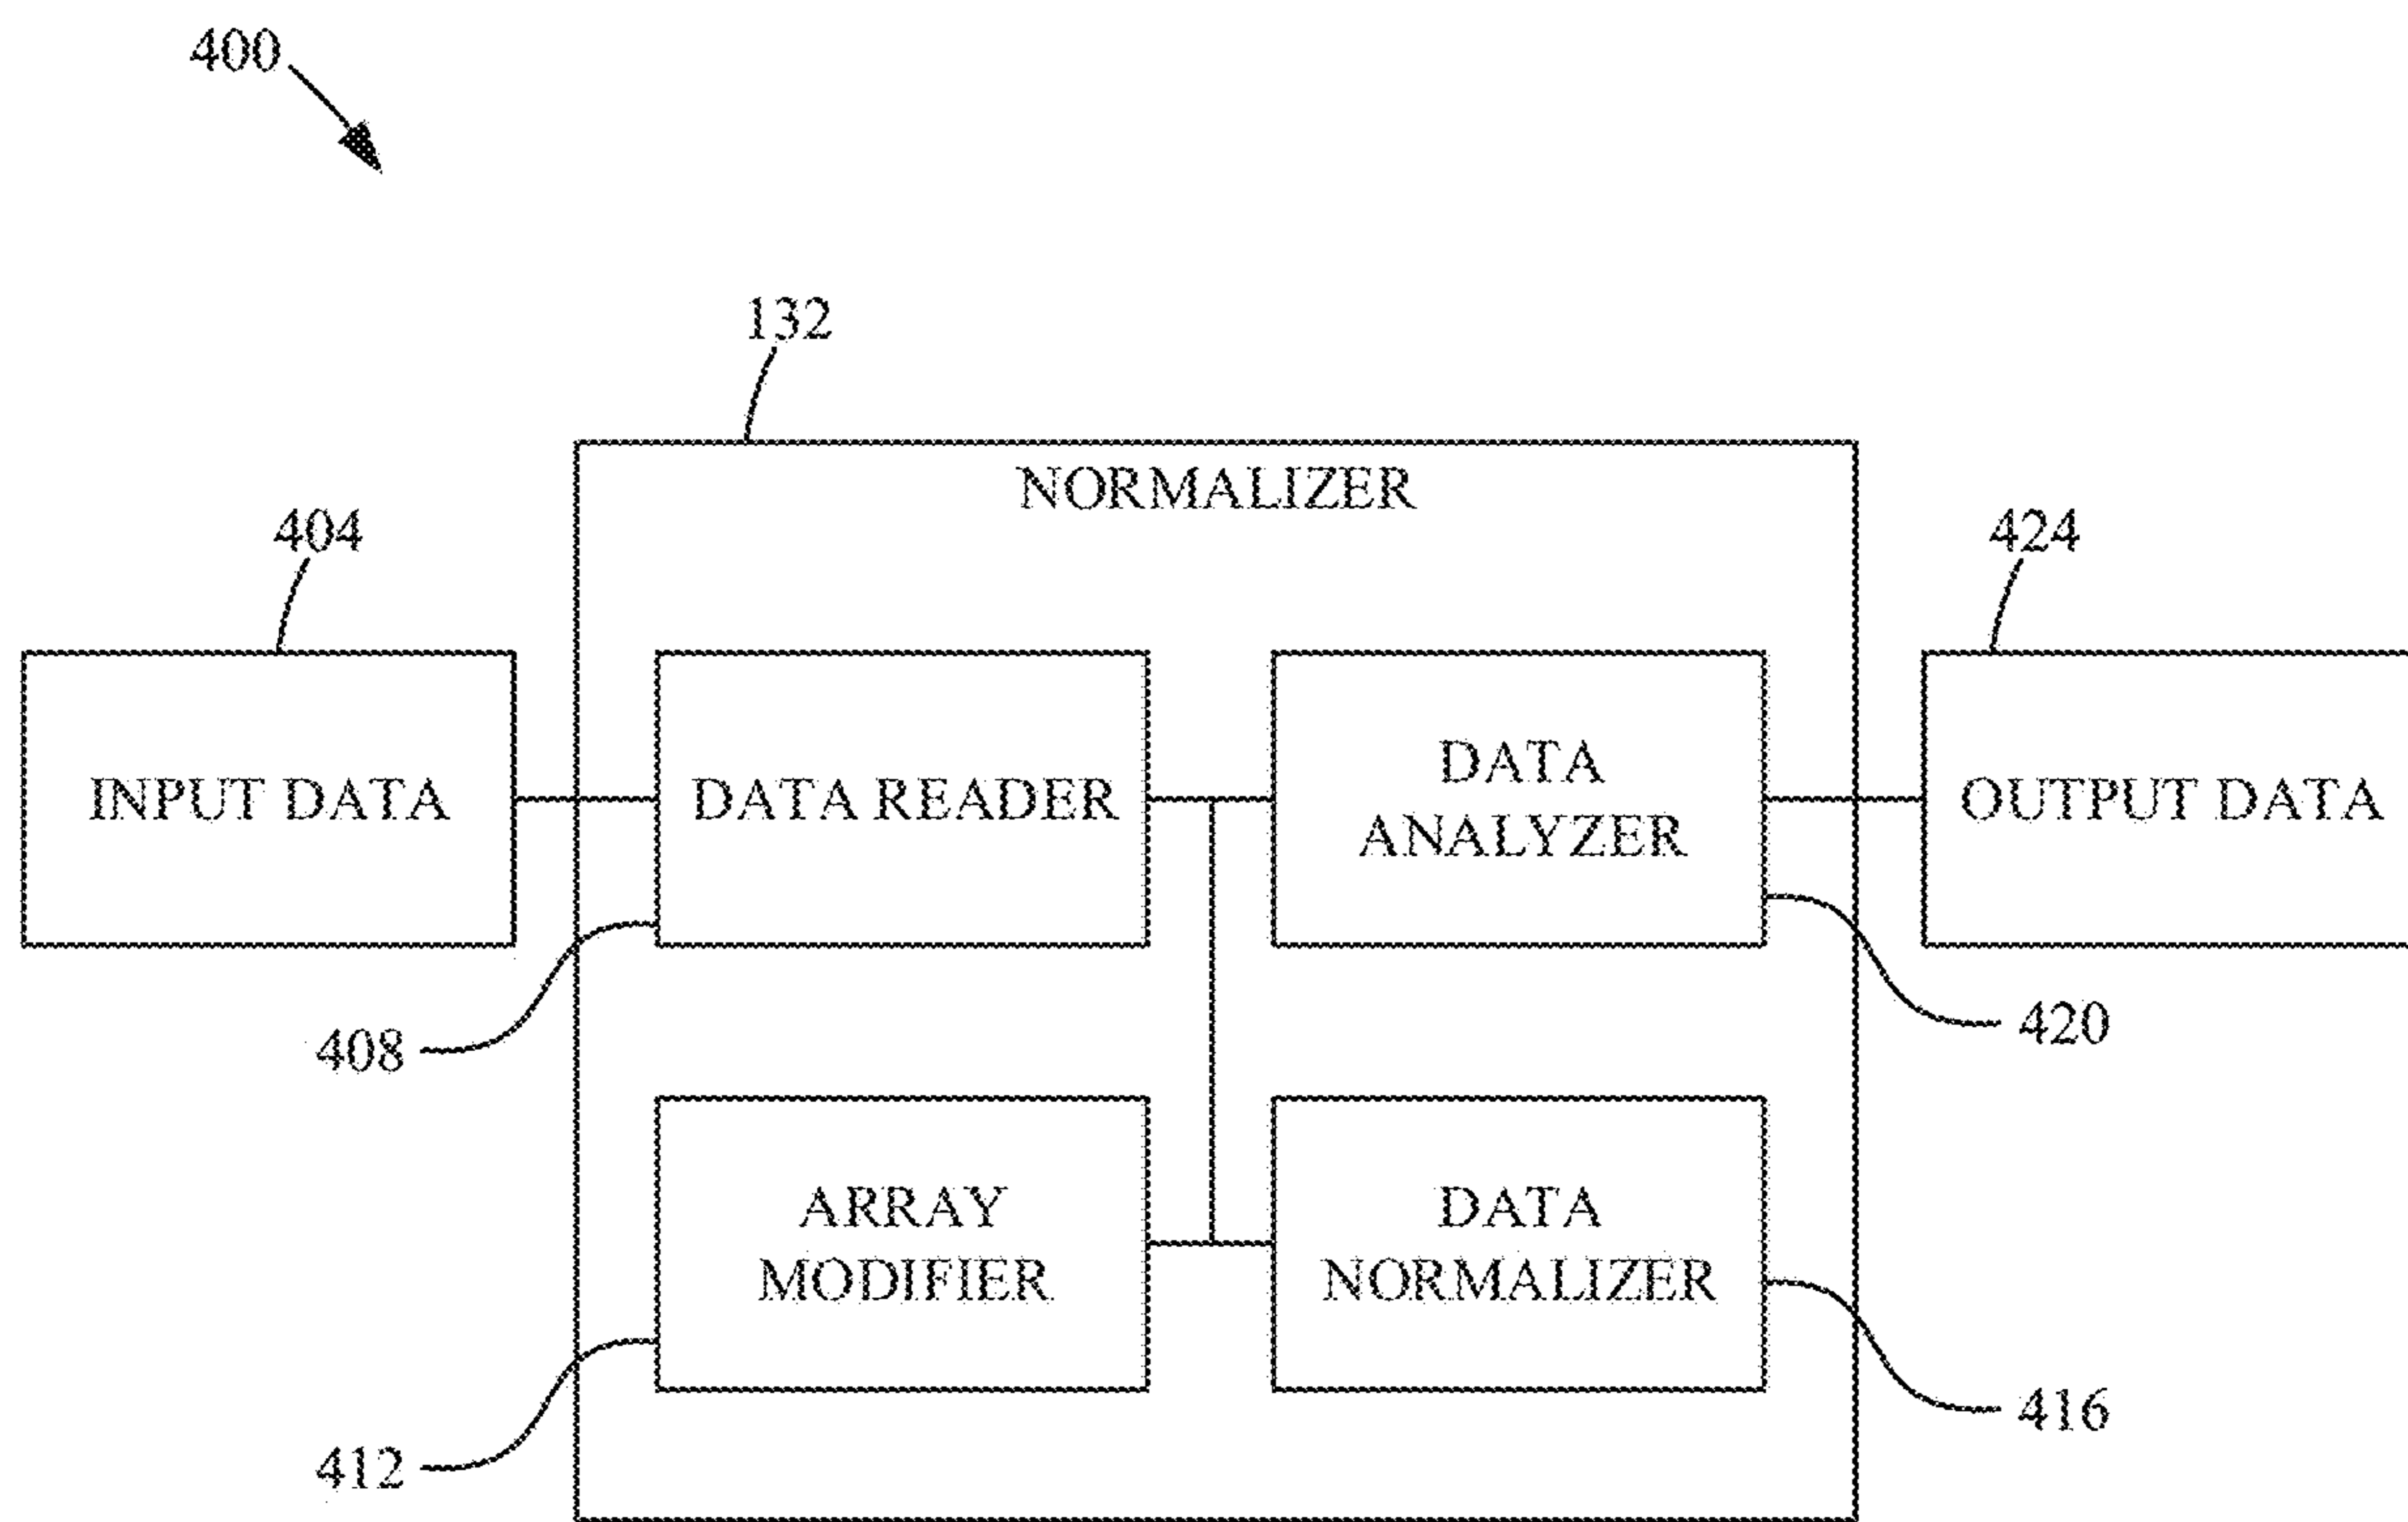 400
132
NORMALIZER
404
424
INPUT DATA
DATA READER
DATA
ANALYZER
OUTPUT DATA
408
420
ARRAY
MODIFIER
DATA
NORMALIZER
412
416